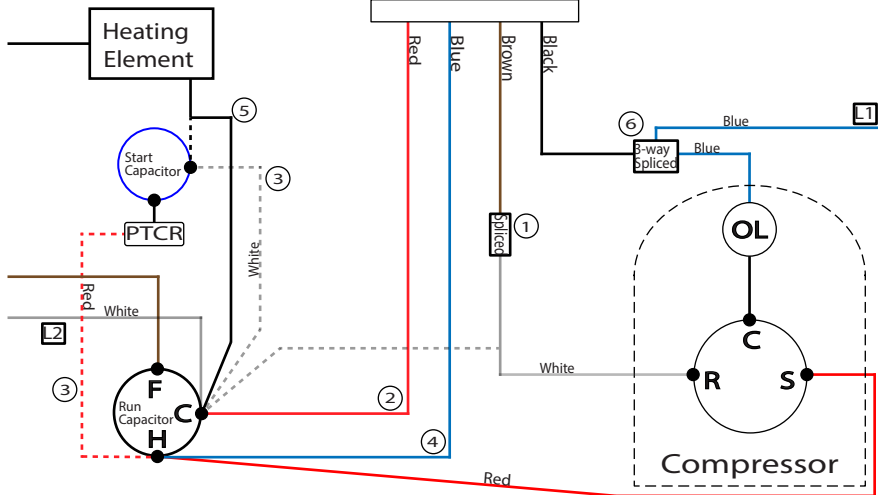 Heating
Element
Red
Blue
Brown
Black
5
6
Blue
L1
3-way
Spliced
Blue
Start
Capacitor
3
PTCR
White
Spliced
1
OL
Red
White
L2
C
3
F
Run
Capacitor
C
H
2
White
R
S
4
Compressor
Red